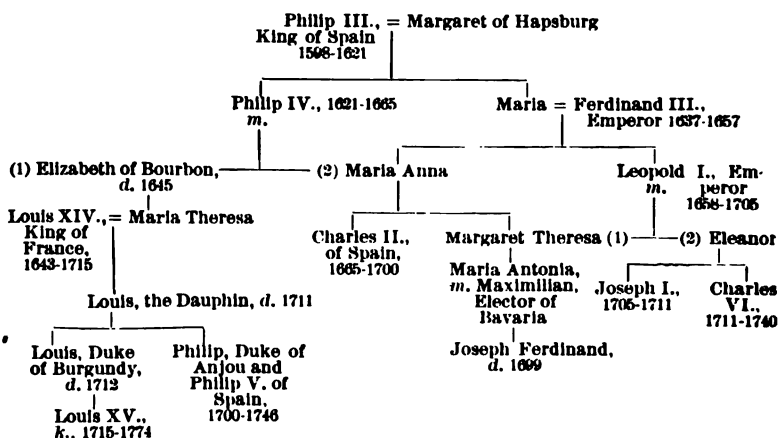 Philip III., = Margaret of Hapsburg
King of Spain
1598-1621
Philip IV., 1621-1665
m.
Maria = Ferdinand III.,
Emperor 1637-1657
(1) Elizabeth of Bourbon,
d. 1645
(2) Maria Anna
Leopold I., Em-
m. peror
1658-1705
Louis XIV., = Maria Theresa
King of
France,
1643-1715
Charles II.,
of Spain,
1665-1700
Margaret Theresa (1)
(2) Eleanor
Maria Antonia,
m. Maximilian,
Elector of
Bavaria
Joseph I.,
1705-1711
Charles
VI.,
1711-1740
Louis, the Dauphin, d. 1711
Louis, Duke
of Burgundy,
d. 1712
Philip, Duke of
Anjou and
Philip V. of
Spain,
1700-1746
Joseph Ferdinand,
d. 1699
Louis XV.,
k., 1715-1774